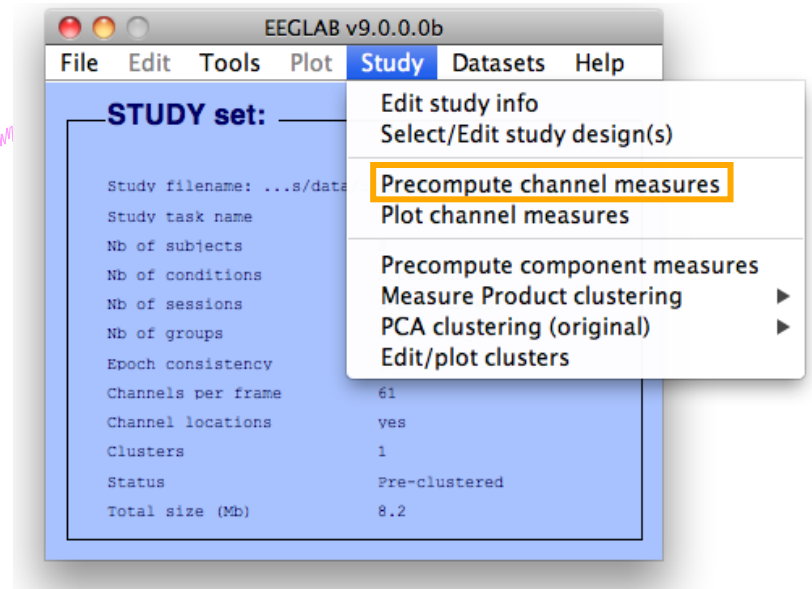 EEGLAB v9.0.0.0b
File Edit Tools Plot Study Datasets Help
STUDY set:
Edit study info
Select/Edit study design(s)
Precompute channel measures
Plot channel measures
Precompute component measures
Measure Product clustering
PCA clustering (original)
Edit/plot clusters
Study filename: ...s/data
Study task name
Nb of subjects
Nb of conditions
Nb of sessions
Nb of groups
Epoch consistency
Channels per frame 61
Channel locations yes
Clusters 1
Status Pre-clustered
Total size (Mb) 8.2